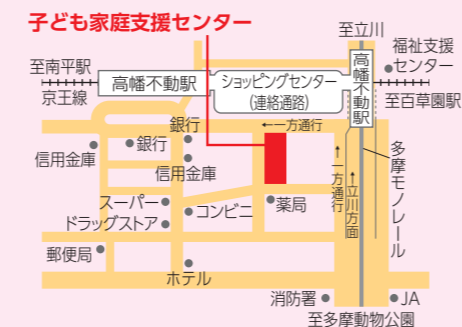 子ども家庭支援センター
至立川
福祉支援
センター
至南平駅
京王線
高幡不動駅
ショッピングセンター
(連絡通路)
高幡不動駅
至百草園駅
←一方通行
銀行
銀行
信用金庫
信用金庫
スーパー
ドラッグストア
コンビニ
薬局
←一方通行
←立川方面
多摩モノレール
郵便局
ホテル
消防署
JA
至多摩動物公園